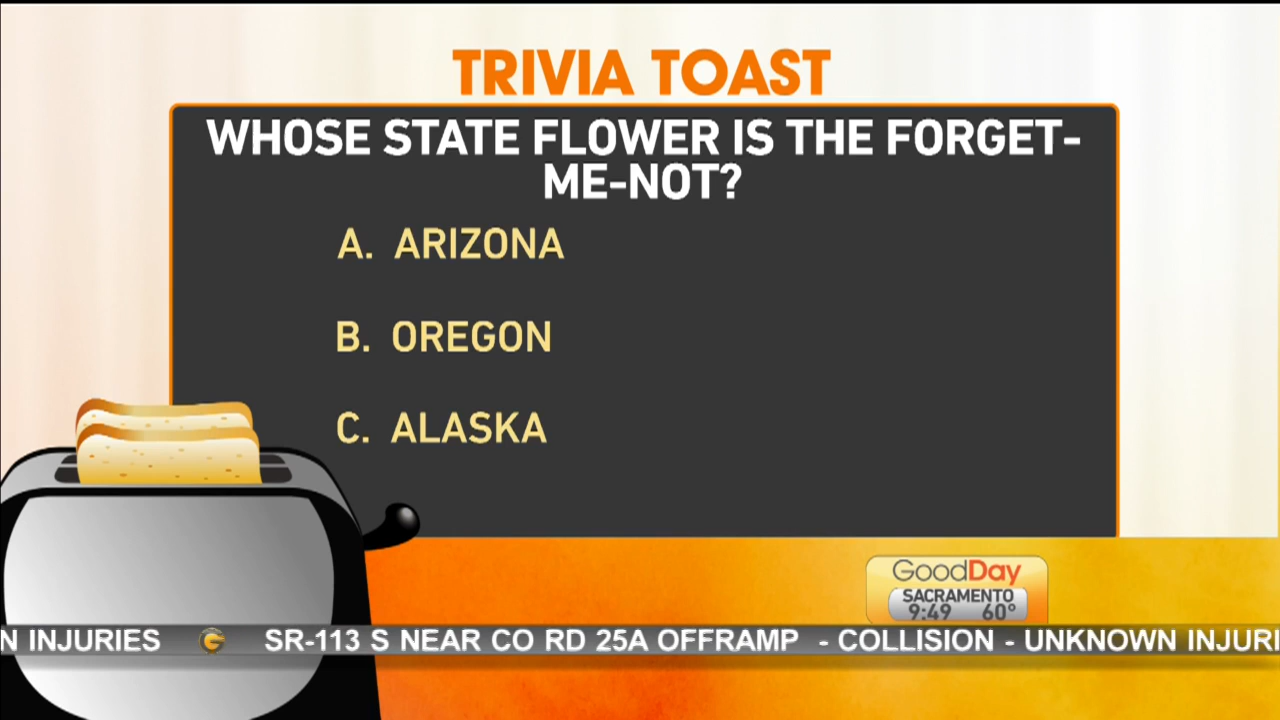 TRIVIA TOAST
WHOSE STATE FLOWER IS THE FORGET-
ME-NOT?
A. ARIZONA
B. OREGON
C. ALASKA
GoodDay
SACRAMENTO
9:49 60°
N INJURIES SR-113 S NEAR CO RD 25A OFFRAMP - COLLISION - UNKNOWN INJURI